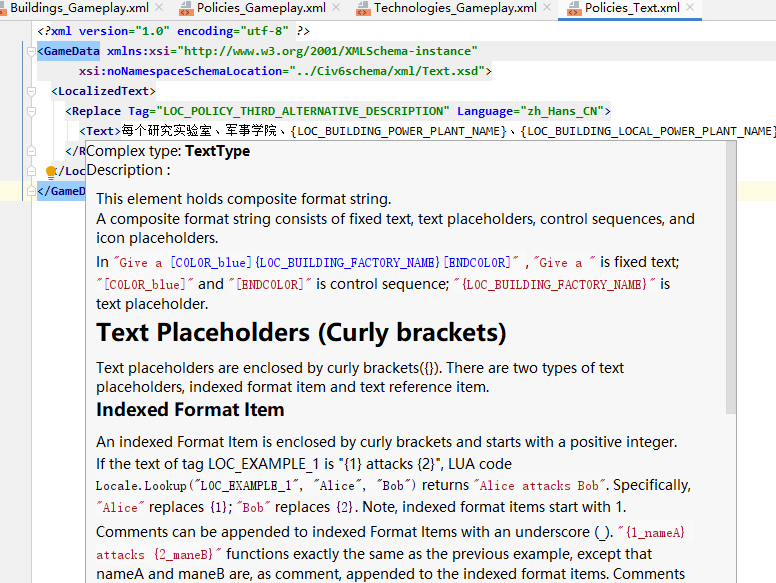 Buildings_Gameplay.xml × Policies_Gameplay.xml × Technologies_Gameplay.xml × Policies_Text.xml ×
<?xml version="1.0" encoding="utf-8" ?>
<GameData xmlns:xsi="http://www.w3.org/2001/XMLSchema-instance"
xsi:noNamespaceSchemaLocation="../Civ6schema/xml/Text.xsd">
<LocalizedText>
<Replace Tag="LOC_POLICY_THIRD_ALTERNATIVE_DESCRIPTION" Language="zh_Hans_CN">
<Text>每个研究实验室、军事学院、{LOC_BUILDING_POWER_PLANT_NAME}、{LOC_BUILDING_LOCAL_POWER_PLANT_NAME}
</R
</Loc
</GameD
Complex type: TextType
Description :
This element holds composite format string.
A composite format string consists of fixed text, text placeholders, control sequences, and
icon placeholders.
In "Give a [COLOR_blue]{LOC_BUILDING_FACTORY_NAME}[ENDCOLOR]" , "Give a " is fixed text;
"[COLOR_blue]" and "[ENDCOLOR]" is control sequence; "{LOC_BUILDING_FACTORY_NAME}" is
text placeholder.
Text Placeholders (Curly brackets)
Text placeholders are enclosed by curly brackets({}). There are two types of text
placeholders, indexed format item and text reference item.
Indexed Format Item
An indexed Format Item is enclosed by curly brackets and starts with a positive integer.
If the text of tag LOC_EXAMPLE_1 is "{1} attacks {2}", LUA code
Locale.Lookup("LOC_EXAMPLE_1", "Alice", "Bob") returns "Alice attacks Bob". Specifically,
"Alice" replaces {1}; "Bob" replaces {2}. Note, indexed format items start with 1.
Comments can be appended to indexed Format Items with an underscore (_). "{1_nameA}
attacks {2_maneB}" functions exactly the same as the previous example, except that
nameA and maneB are, as comment, appended to the indexed format items. Comments